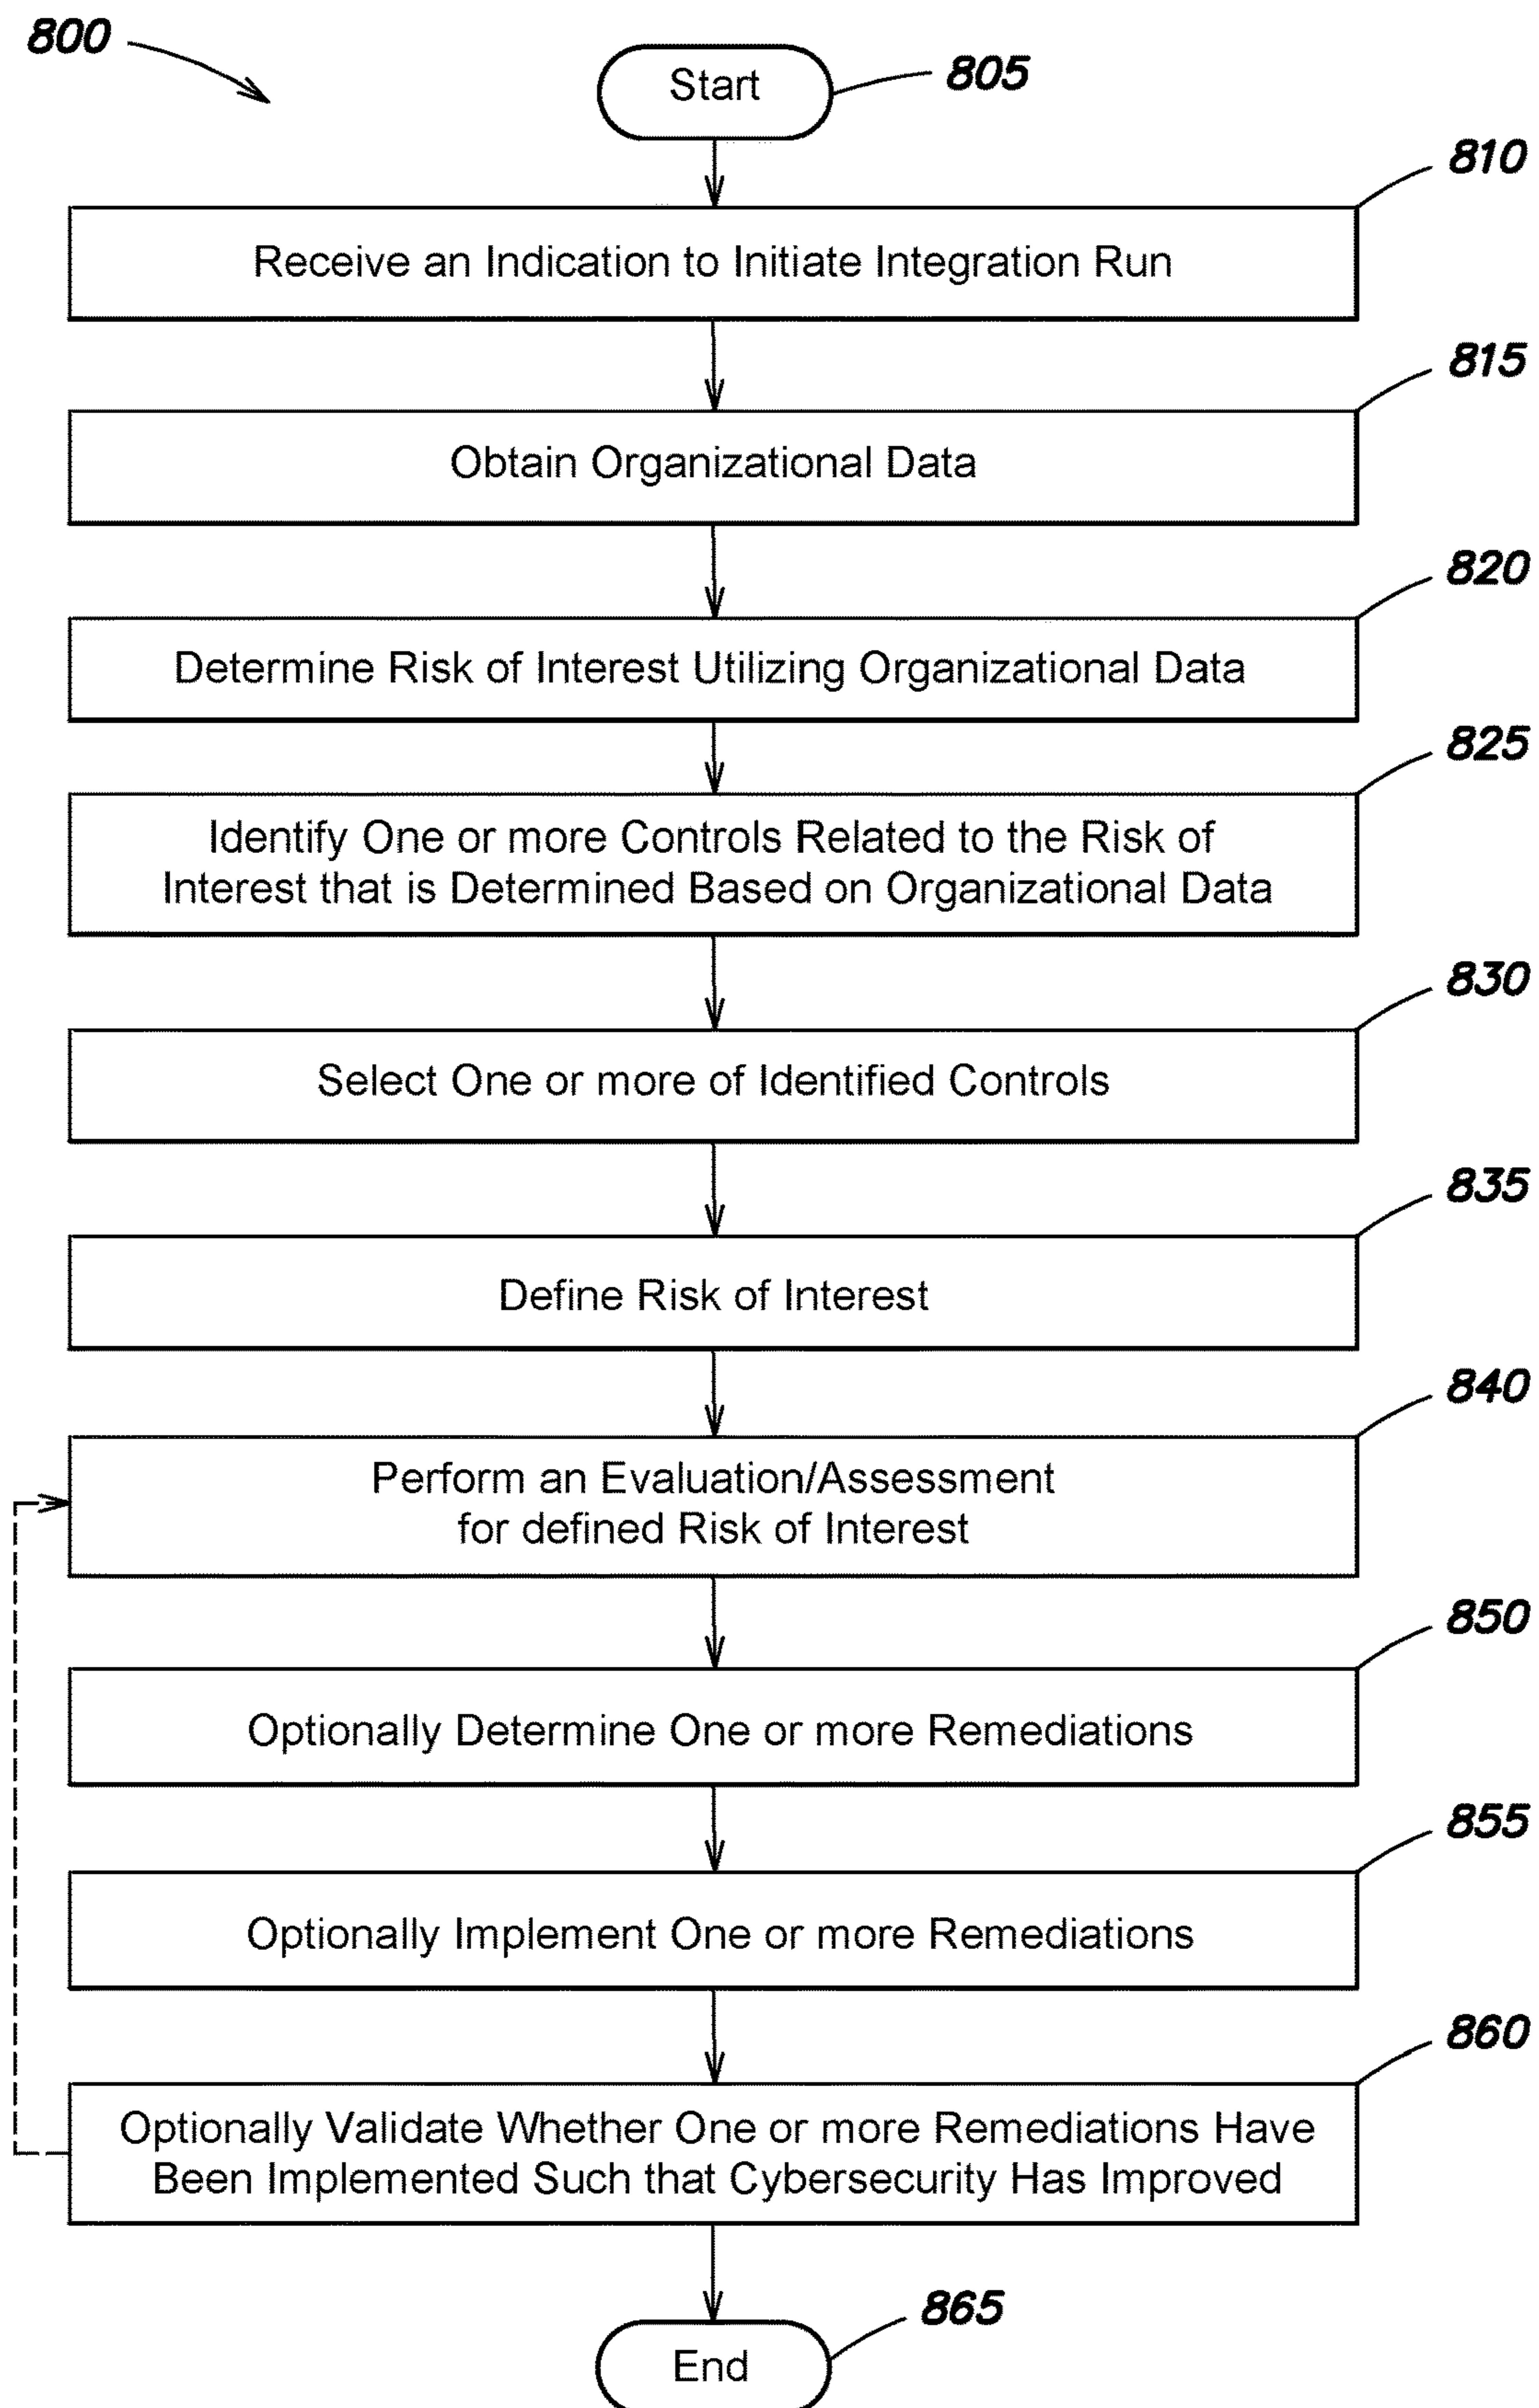 800
Start
805
810
Receive an Indication to Initiate Integration Run
815
Obtain Organizational Data
820
Determine Risk of Interest Utilizing Organizational Data
825
Identify One or more Controls Related to the Risk of
Interest that is Determined Based on Organizational Data
830
Select One or more of Identified Controls
835
Define Risk of Interest
840
Perform an Evaluation/Assessment
for defined Risk of Interest
850
Optionally Determine One or more Remediations
855
Optionally Implement One or more Remediations
860
Optionally Validate Whether One or more Remediations Have
Been Implemented Such that Cybersecurity Has Improved
865
End